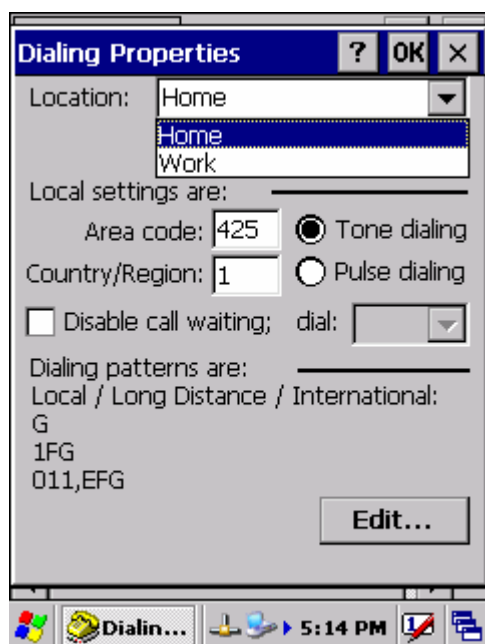 Dialing Properties ? OK ×
Location: Home
Home
Work
Local settings are:
Area code: 425 Tone dialing
Country/Region: 1 Pulse dialing
Disable call waiting; dial:
Dialing patterns are:
Local / Long Distance / International:
G
1FG
011,EFG
Edit...
Dialin... 5:14 PM